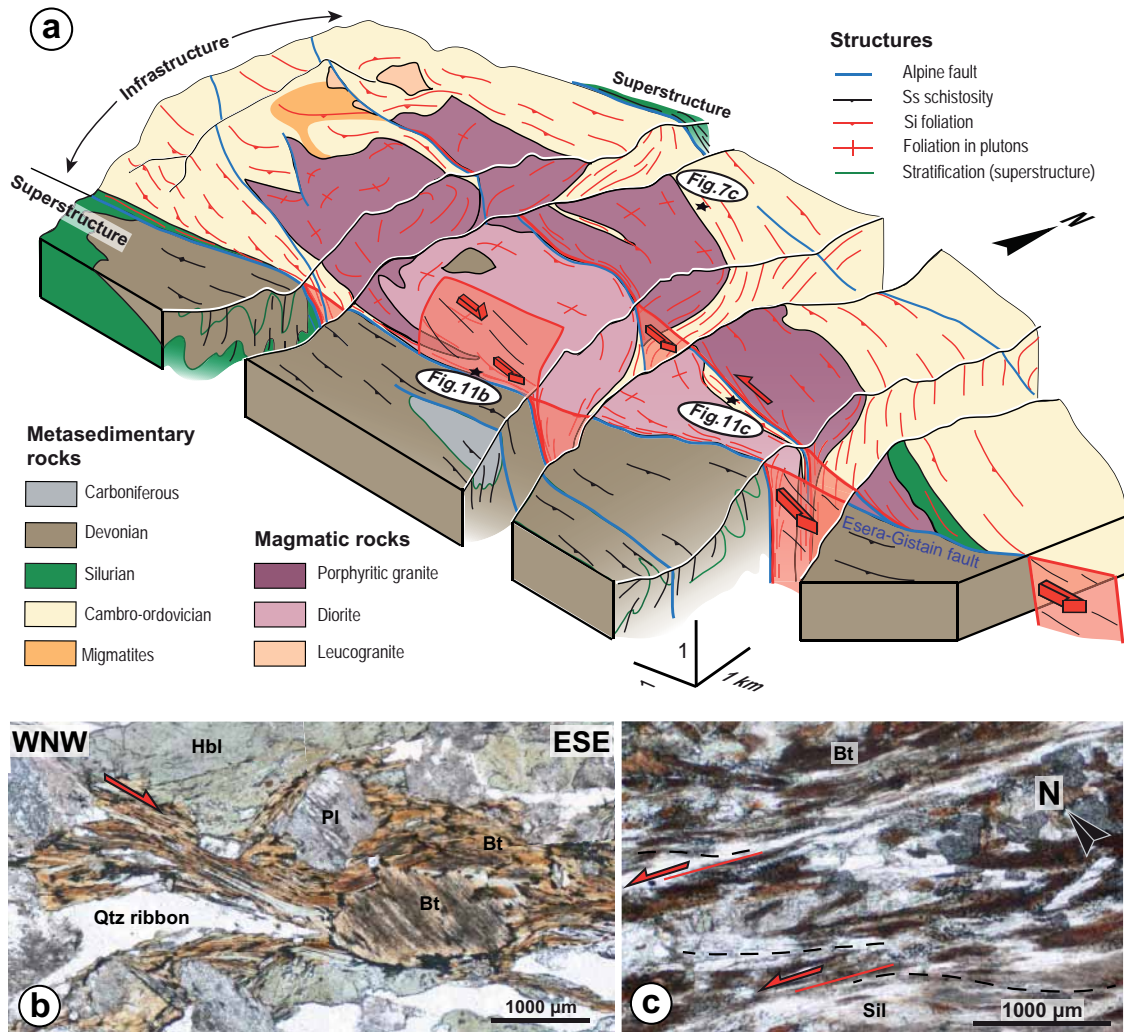 a
Infrastructure
Superstructure
Superstructure
Structures
Alpine fault
Ss schistosity
Si foliation
Foliation in plutons
Stratification (superstructure)
N
Fig.7c
Fig.11b
Fig.11c
Esera-Gistain fault
Metasedimentary
rocks
Carboniferous
Devonian
Silurian
Cambro-ordovician
Migmatites
Magmatic rocks
Porphyritic granite
Diorite
Leucogranite
1
1
1 km
WNW
ESE
Hbl
Pl
Bt
Bt
Qtz ribbon
b
1000 µm
Bt
N
c
Sil
1000 µm